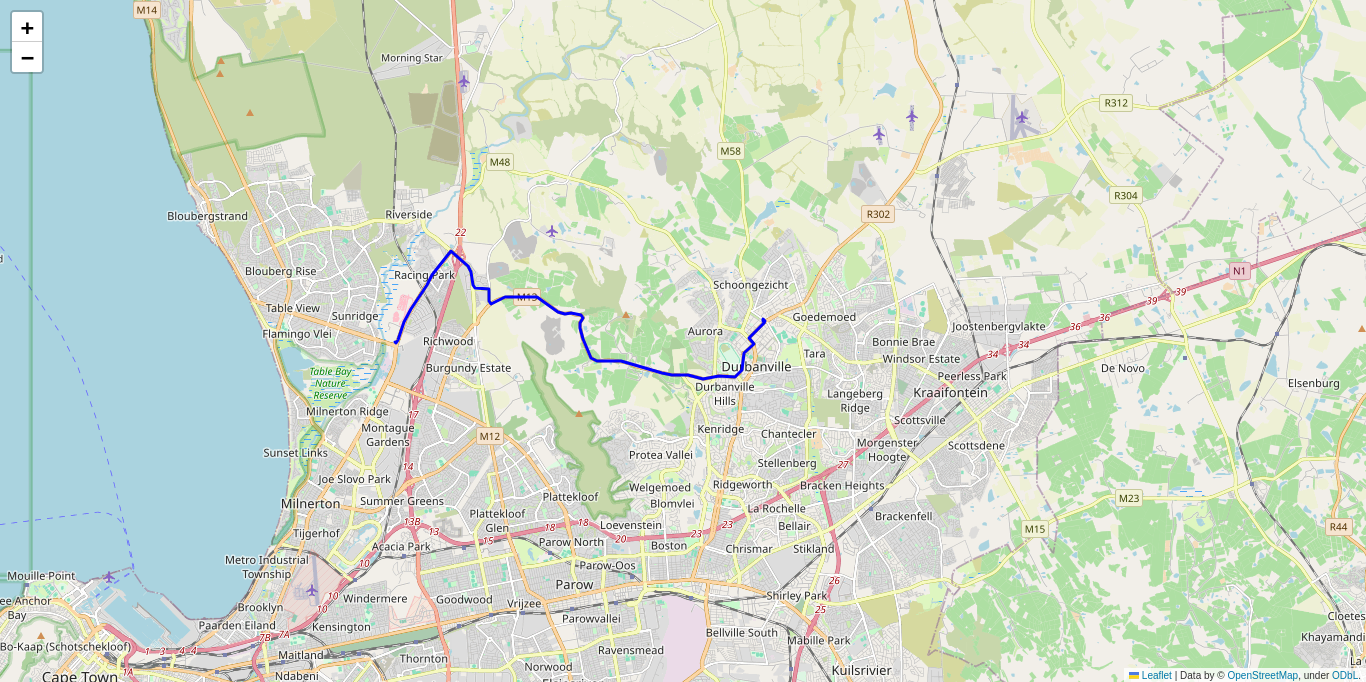 M14
+
−
Morning Star
R312
M58
M48
R304
Bloubergstrand
Riverside
R302
22
N1
Blouberg Rise
Racing Park
Schoongezicht
39
39
M13
Table View
Sunridge
Goedemoed
36
36
Joostenbergvlakte
Flamingo Vlei
Richwood
Aurora
Bonnie Brae
34
34
Tara
Windsor Estate
Burgundy Estate
Durbanville
De Novo
Table Bay
Nature
Reserve
Peerless Park
Elsenburg
Durbanville
Hills
Langeberg
Ridge
Kraaifontein
Milnerton Ridge
17
Scottsville
Montague
Gardens
M12
Kenridge
Chantecler
Morgenster
Hoogte
Scottsdene
Sunset Links
Protea Vallei
Stellenberg
27
14
Joe Slovo Park
Welgemoed
Ridgeworth
Bracken Heights
Plattekloof
M23
Summer Greens
Blomvlei
Milnerton
La Rochelle
Plattekloof
Glen
Brackenfell
13B
13
18
18
Loevenstein
23
Bellair
M15
R44
Tijgerhof
15
20
23
Acacia Park
Parow North
Boston
Chrismar
Stikland
Metro Industrial
Township
10
Parow-Oos
Mouille Point
Parow
26
ee Anchor
Bay
Windermere
Goodwood
Vrijzee
Shirley Park
Brooklyn
10
25
Cloetes
Paarden Eiland
Kensington
Parowvallei
7B
7A
Bellville South
Mabille Park
Khayamandi
Bo-Kaap (Schotschekloof)
1
3
4
4
Maitland
Thornton
Ravensmead
Norwood
Kuilsrivier
1A
Cape Town
Ndabeni
Leaflet | Data by © OpenStreetMap, under ODbL.